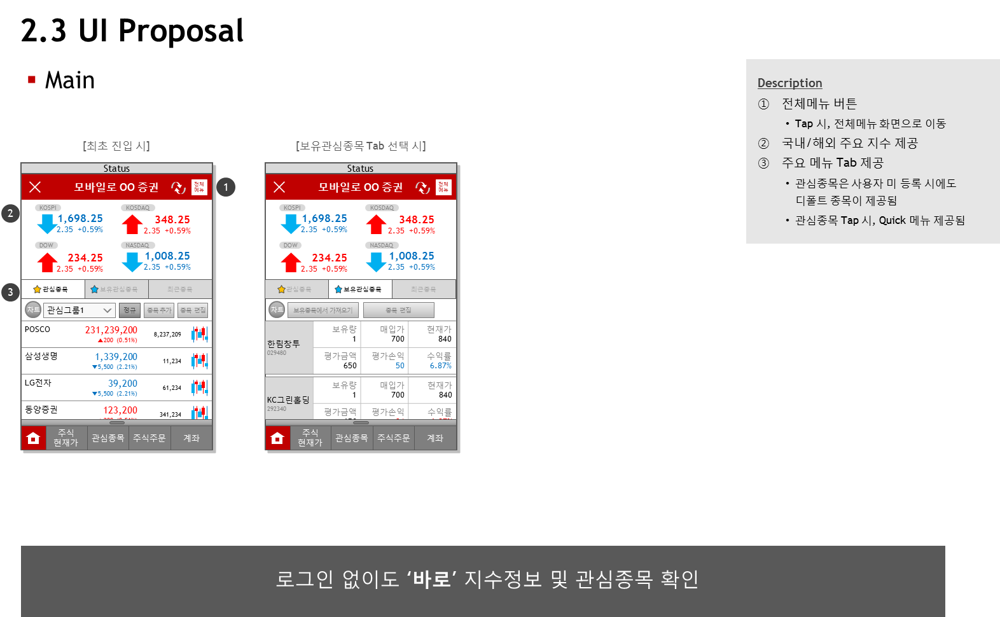 2.3 UI Proposal
Main
[최초 진입 시]
Status
모바일로 OO 증권
전체
메뉴
1
2
KOSPI
1,698.25
2.35 +0.59%
KOSDAQ
348.25
2.35 +0.59%
DOW
234.25
2.35 +0.59%
NASDAQ
1,008.25
2.35 +0.59%
3
관심종목 보유관심종목 최근종목
차트 관심그룹1 정규 종목추가 종목 편집
POSCO 231,239,200 8,237,209
▲200 (0.51%)
삼성생명 1,339,200 11,234
▼5,500 (2.21%)
LG전자 39,200 61,234
▼5,500 (2.21%)
동양증권 123,200 341,234
주식
현재가
관심종목 주식주문 계좌
[보유관심종목 Tab 선택 시]
Status
모바일로 OO 증권
전체
메뉴
KOSPI
1,698.25
2.35 +0.59%
KOSDAQ
348.25
2.35 +0.59%
DOW
234.25
2.35 +0.59%
NASDAQ
1,008.25
2.35 +0.59%
관심종목 보유관심종목 최근종목
차트 보유종목에서 가져오기 종목 편집
한림창투
029480
보유량 매입가 현재가
1 700 840
평가금액 평가손익 수익률
650 50 6.87%
KC그린홀딩
292340
보유량 매입가 현재가
1 700 840
평가금액 평가손익 수익률
주식
현재가
관심종목 주식주문 계좌
Description
① 전체메뉴 버튼
• Tap 시, 전체메뉴 화면으로 이동
② 국내/해외 주요 지수 제공
③ 주요 메뉴 Tab 제공
• 관심종목은 사용자 미 등록 시에도
디폴트 종목이 제공됨
• 관심종목 Tap 시, Quick 메뉴 제공됨
로그인 없이도 ‘바로’ 지수정보 및 관심종목 확인